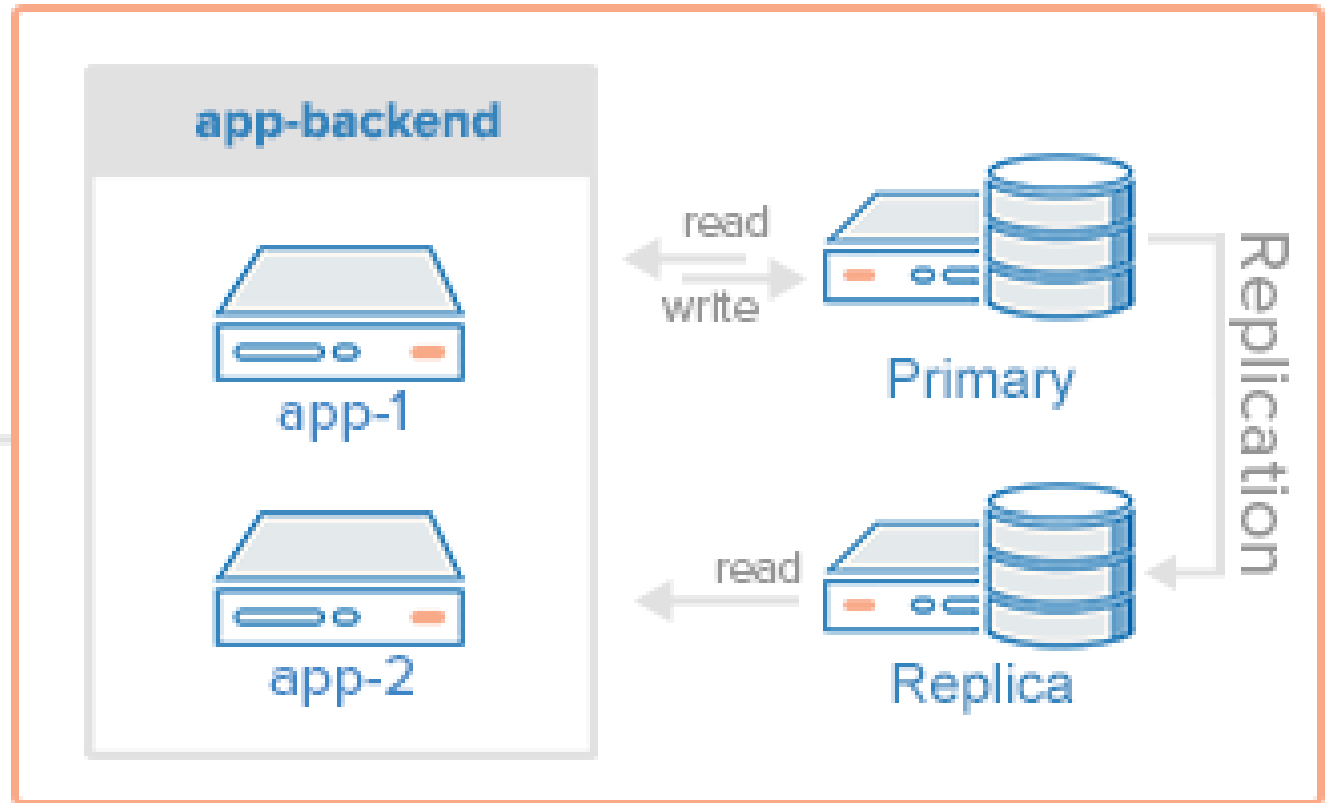 app-backend
read
write
app-1
Primary
Replication
read
app-2
Replica